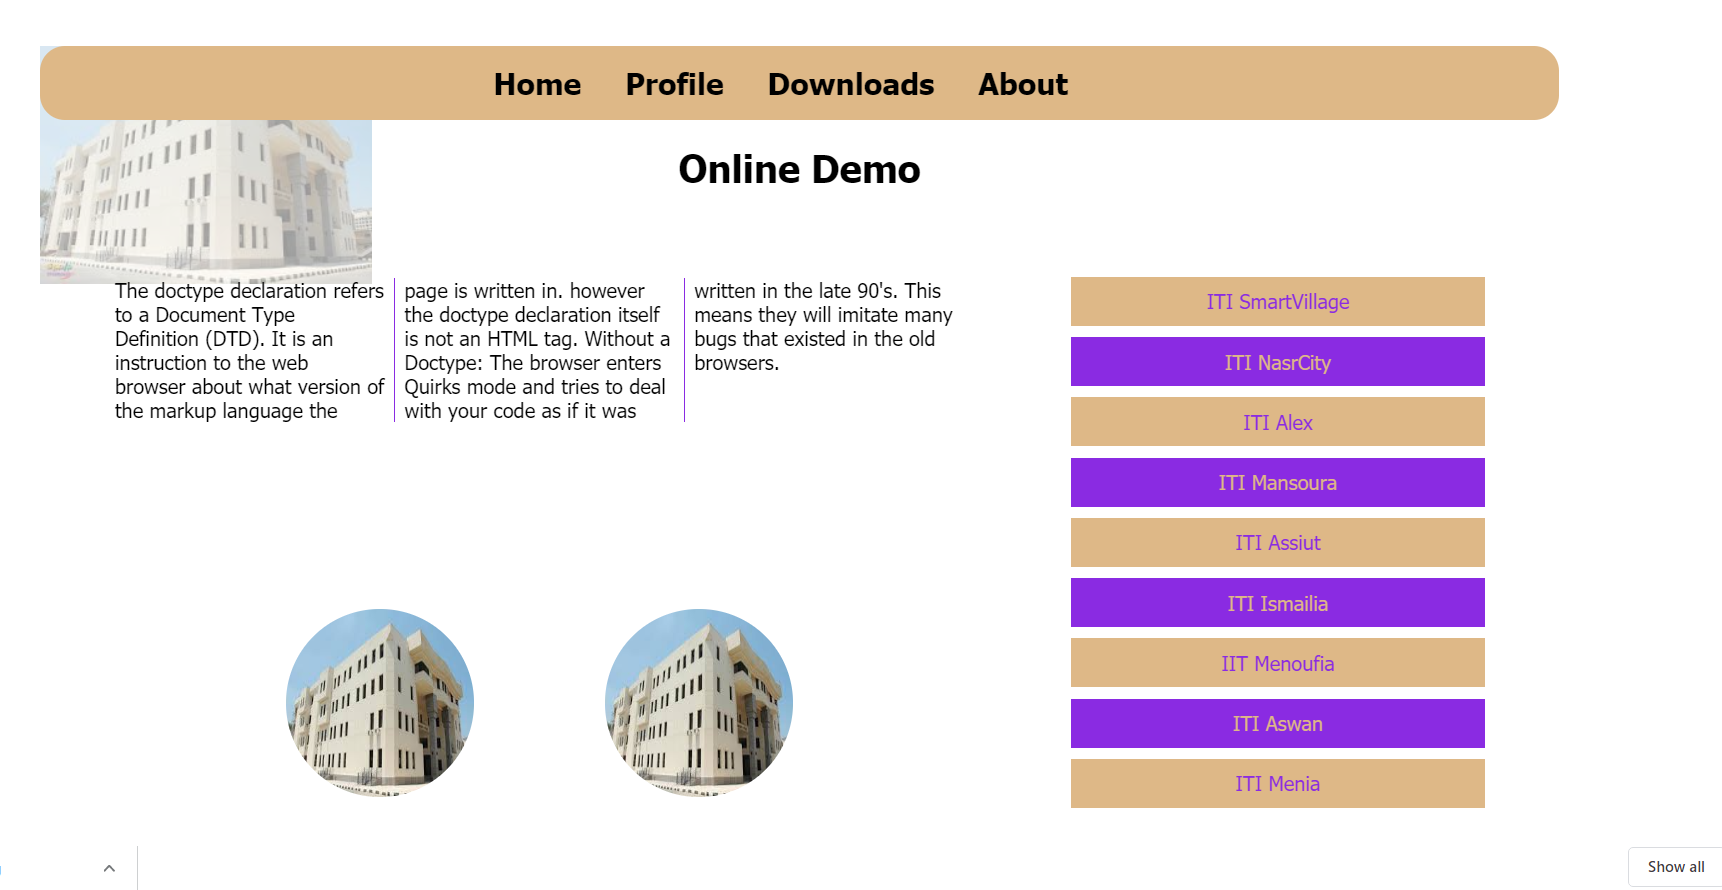 Home Profile Downloads About
Online Demo
The doctype declaration refers
to a Document Type
Definition (DTD). It is an
instruction to the web
browser about what version of
the markup language the
page is written in. however
the doctype declaration itself
is not an HTML tag. Without a
Doctype: The browser enters
Quirks mode and tries to deal
with your code as if it was
written in the late 90's. This
means they will imitate many
bugs that existed in the old
browsers.
ITI SmartVillage
ITI NasrCity
ITI Alex
ITI Mansoura
ITI Assiut
ITI Ismailia
IIT Menoufia
ITI Aswan
ITI Menia
Show all